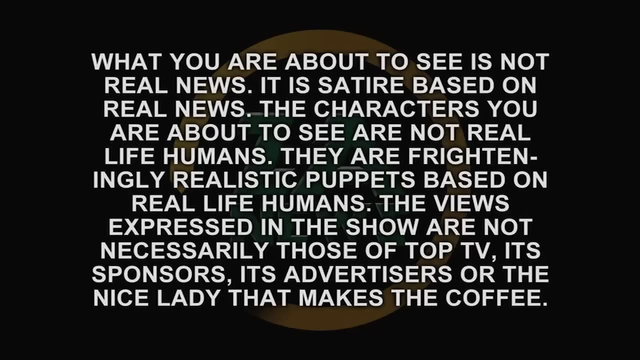 WHAT YOU ARE ABOUT TO SEE IS NOT
REAL NEWS. IT IS SATIRE BASED ON
REAL NEWS. THE CHARACTERS YOU
ARE ABOUT TO SEE ARE NOT REAL
LIFE HUMANS. THEY ARE FRIGHTEN-
INGLY REALISTIC PUPPETS BASED ON
REAL LIFE HUMANS. THE VIEWS
EXPRESSED IN THE SHOW ARE NOT
NECESSARILY THOSE OF TOP TV, ITS
SPONSORS, ITS ADVERTISERS OR THE
NICE LADY THAT MAKES THE COFFEE.